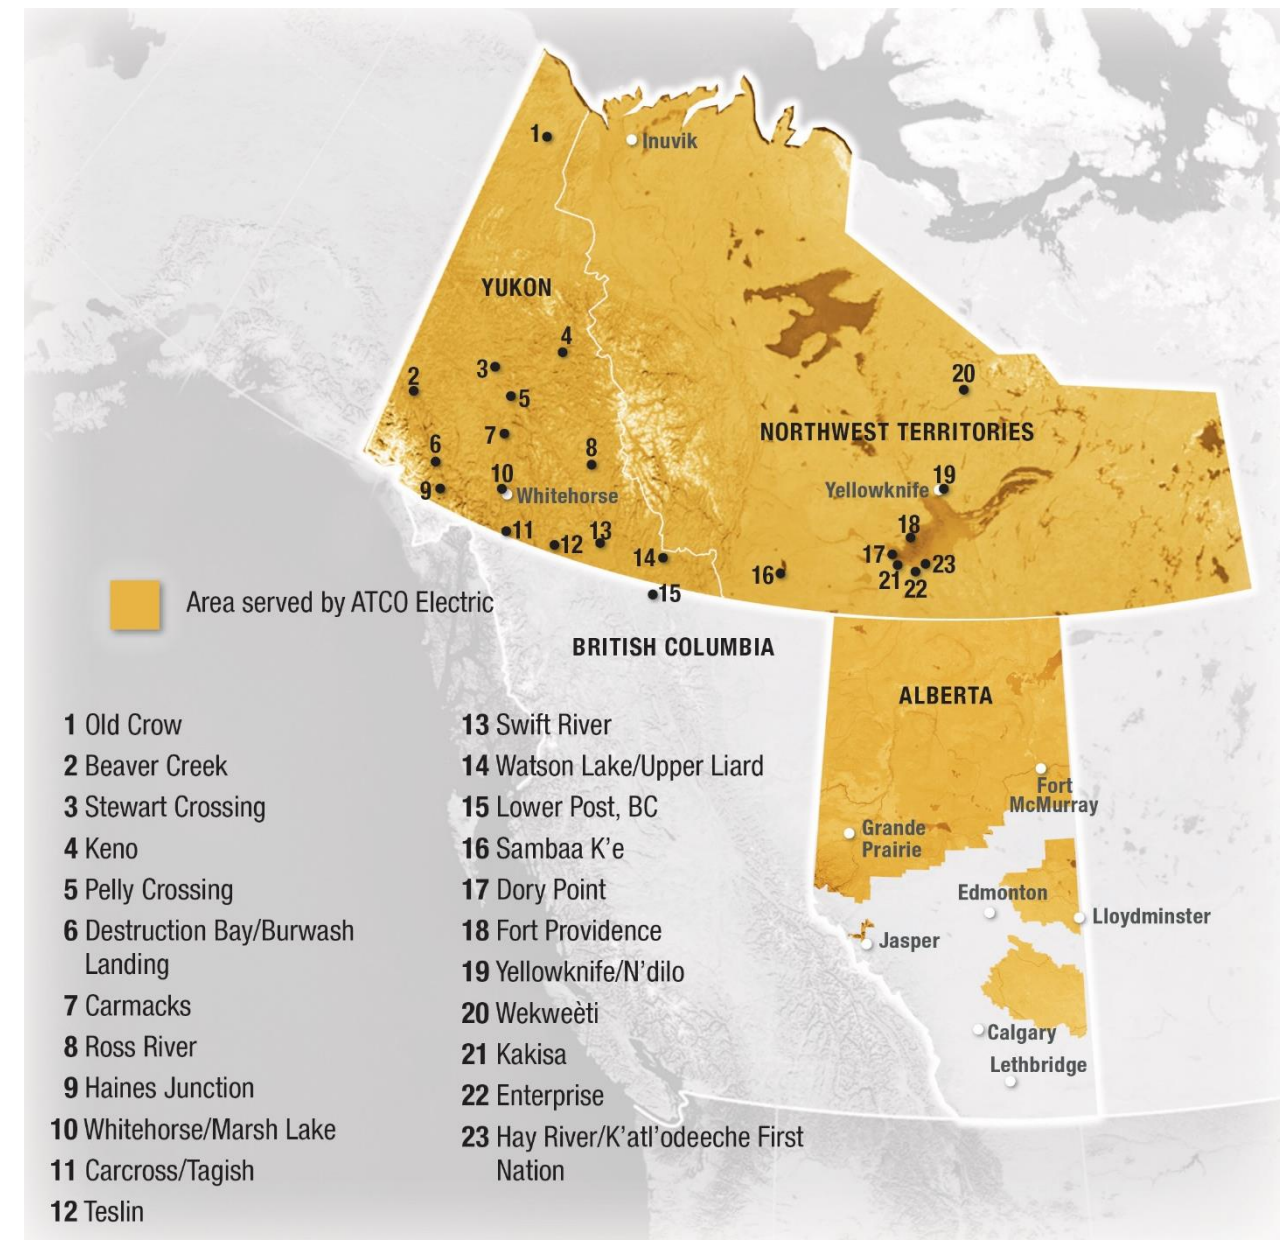 1
Inuvik
YUKON
4
3
2
5
20
7
NORTHWEST TERRITORIES
6
8
10
19
9
Whitehorse
Yellowknife
11
12
13
18
14
17
23
16
21
22
15
Area served by ATCO Electric
BRITISH COLUMBIA
ALBERTA
Fort
McMurray
Grande
Prairie
Edmonton
Lloydminster
Jasper
Calgary
Lethbridge
1 Old Crow
2 Beaver Creek
3 Stewart Crossing
4 Keno
5 Pelly Crossing
6 Destruction Bay/Burwash
Landing
7 Carmacks
8 Ross River
9 Haines Junction
10 Whitehorse/Marsh Lake
11 Carcross/Tagish
12 Teslin
13 Swift River
14 Watson Lake/Upper Liard
15 Lower Post, BC
16 Sambaa K’e
17 Dory Point
18 Fort Providence
19 Yellowknife/N’dilo
20 Wekweèti
21 Kakisa
22 Enterprise
23 Hay River/K’atl’odeeche First
Nation